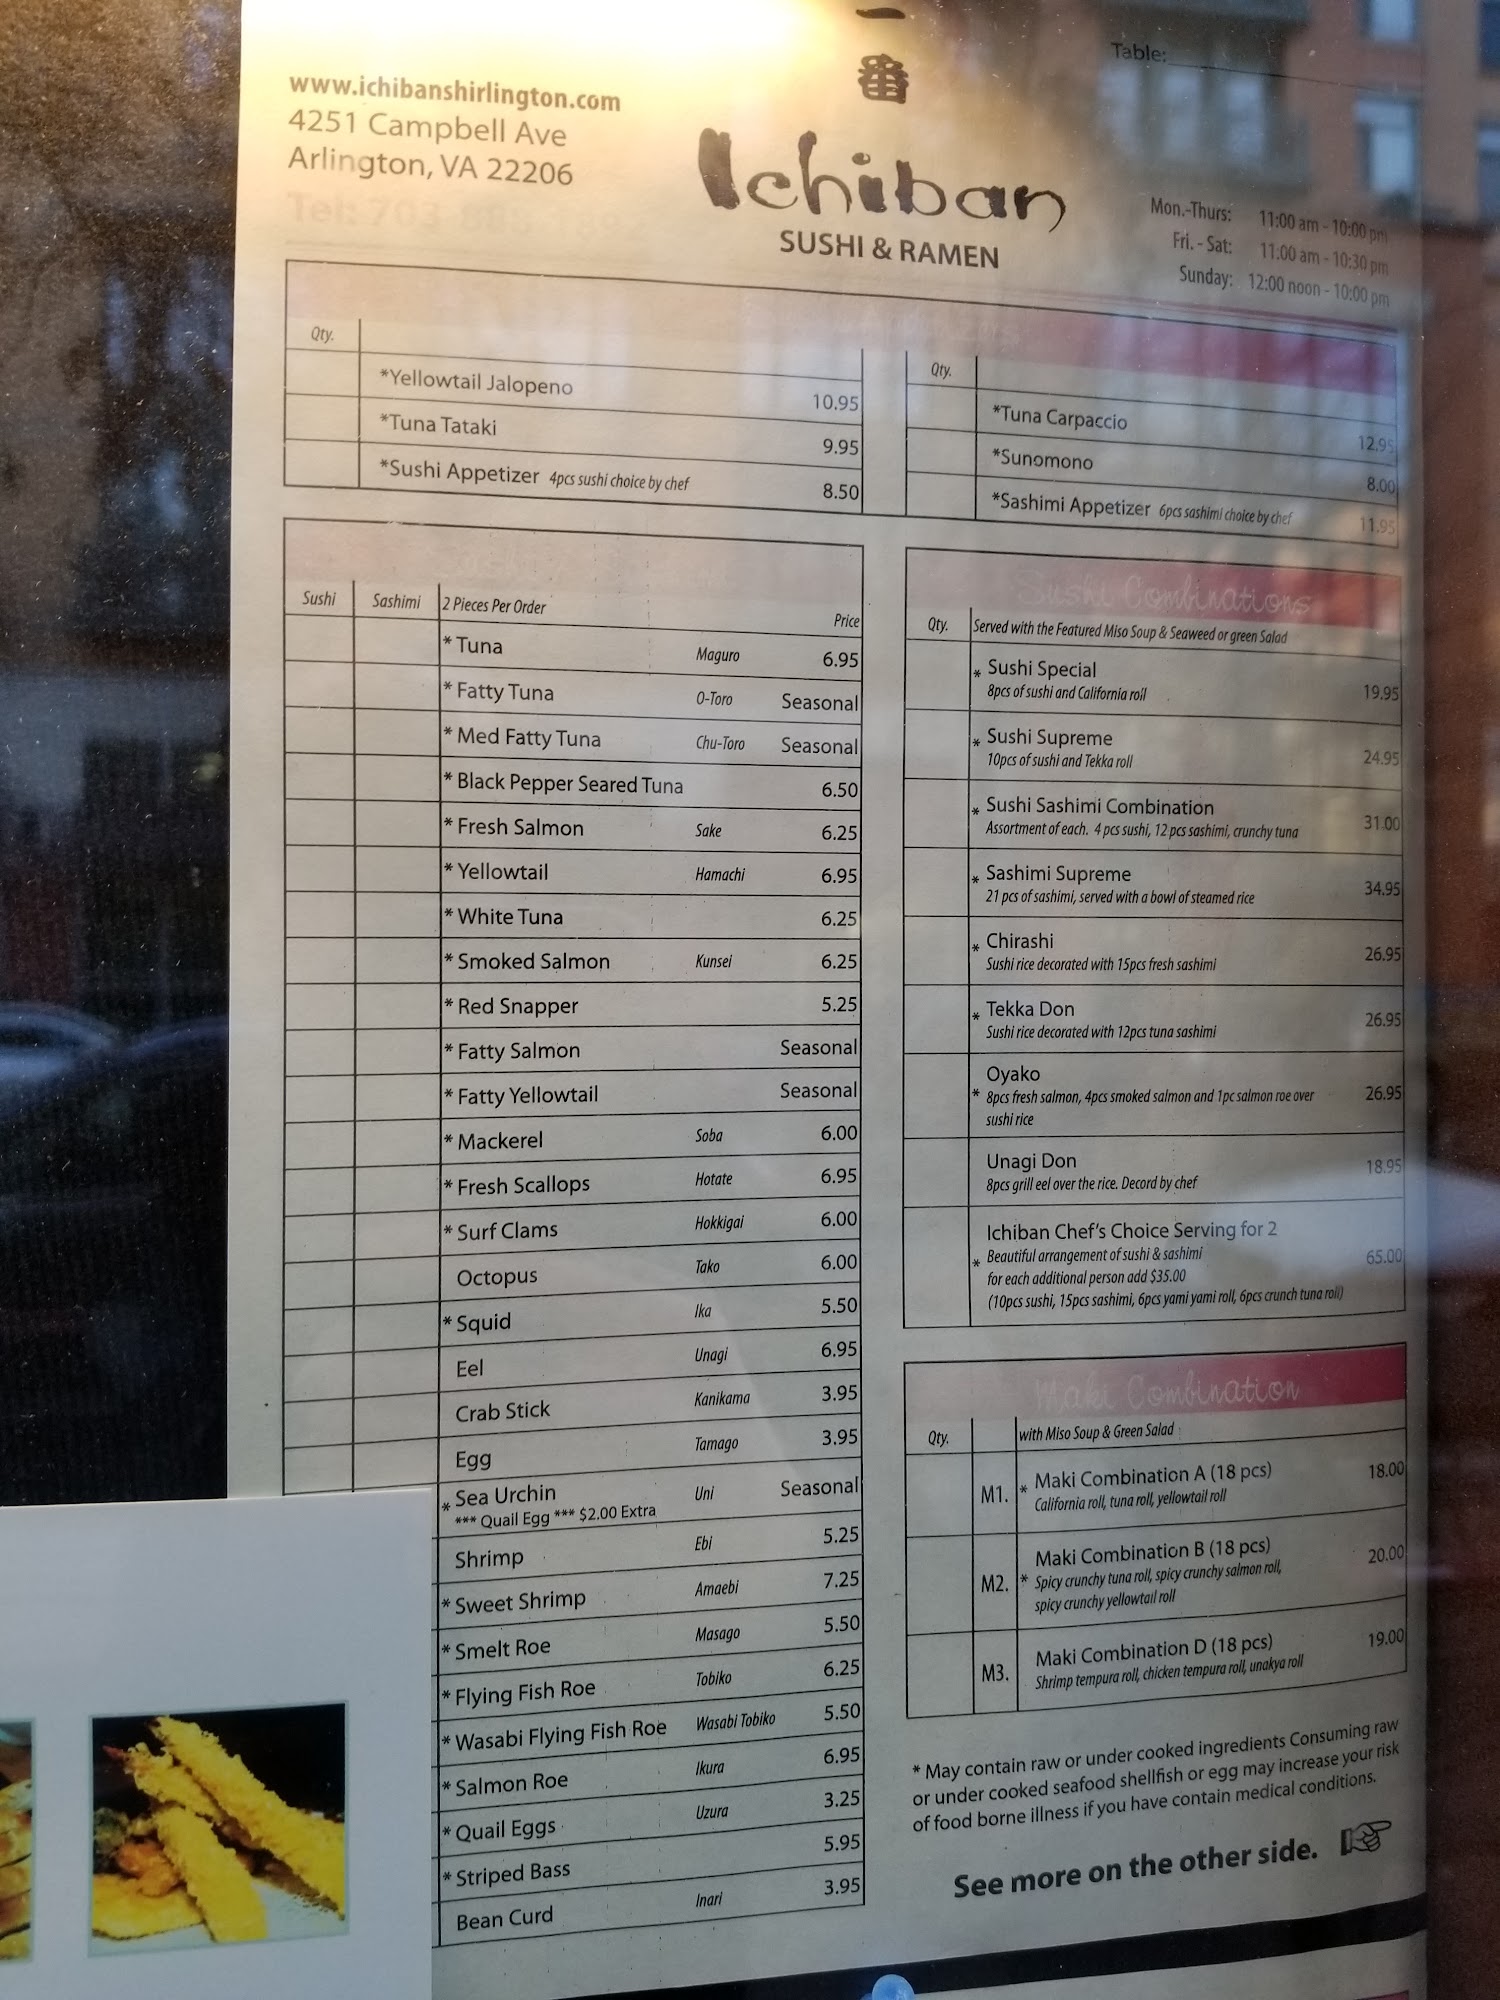 www.ichibanshirlington.com
4251 Campbell Ave
Arlington, VA 22206
Tel: 703
一番
Ichiban
SUSHI & RAMEN
Table:
Mon.-Thurs: 11:00 am - 10:00 pm
Fri. - Sat: 11:00 am - 10:30 pm
Sunday: 12:00 noon - 10:00 pm
Qty.
*Yellowtail Jalopeno 10.95
*Tuna Tataki 9.95
*Sushi Appetizer 4pcs sushi choice by chef 8.50
Qty.
*Tuna Carpaccio 12.95
*Sunomono 8.00
*Sashimi Appetizer 6pcs sashimi choice by chef 11.95
Sushi Sashimi 2 Pieces Per Order Price
* Tuna Maguro 6.95
* Fatty Tuna O-Toro Seasonal
* Med Fatty Tuna Chu-Toro Seasonal
* Black Pepper Seared Tuna 6.50
* Fresh Salmon Sake 6.25
* Yellowtail Hamachi 6.95
* White Tuna 6.25
* Smoked Salmon Kunsei 6.25
* Red Snapper 5.25
* Fatty Salmon Seasonal
* Fatty Yellowtail Seasonal
* Mackerel Soba 6.00
* Fresh Scallops Hotate 6.95
* Surf Clams Hokkigai 6.00
Octopus Tako 6.00
* Squid Ika 5.50
Eel Unagi 6.95
Crab Stick Kanikama 3.95
Egg Tamago 3.95
* Sea Urchin Uni Seasonal
*** Quail Egg *** $2.00 Extra
Shrimp Ebi 5.25
* Sweet Shrimp Amaebi 7.25
* Smelt Roe Masago 5.50
* Flying Fish Roe Tobiko 6.25
* Wasabi Flying Fish Roe Wasabi Tobiko 5.50
* Salmon Roe Ikura 6.95
* Quail Eggs Uzura 3.25
* Striped Bass 5.95
Bean Curd Inari 3.95
Sushi Combinations
Qty. Served with the Featured Miso Soup & Seaweed or green Salad
* Sushi Special 19.95
8pcs of sushi and California roll
* Sushi Supreme 24.95
10pcs of sushi and Tekka roll
* Sushi Sashimi Combination 31.00
Assortment of each. 4 pcs sushi, 12 pcs sashimi, crunchy tuna
* Sashimi Supreme 34.95
21 pcs of sashimi, served with a bowl of steamed rice
* Chirashi 26.95
Sushi rice decorated with 15pcs fresh sashimi
* Tekka Don 26.95
Sushi rice decorated with 12pcs tuna sashimi
Oyako 26.95
* 8pcs fresh salmon, 4pcs smoked salmon and 1pc salmon roe over
sushi rice
Unagi Don 18.95
8pcs grill eel over the rice. Decord by chef
Ichiban Chef's Choice Serving for 2 65.00
* Beautiful arrangement of sushi & sashimi
for each additional person add $35.00
(10pcs sushi, 15pcs sashimi, 6pcs yami yami roll, 6pcs crunch tuna roll)
Maki Combination
Qty. with Miso Soup & Green Salad
M1. * Maki Combination A (18 pcs) 18.00
California roll, tuna roll, yellowtail roll
Maki Combination B (18 pcs) 20.00
M2. * Spicy crunchy tuna roll, spicy crunchy salmon roll,
spicy crunchy yellowtail roll
M3. Maki Combination D (18 pcs) 19.00
Shrimp tempura roll, chicken tempura roll, unakya roll
* May contain raw or under cooked ingredients Consuming raw
or under cooked seafood shellfish or egg may increase your risk
of food borne illness if you have contain medical conditions.
See more on the other side.